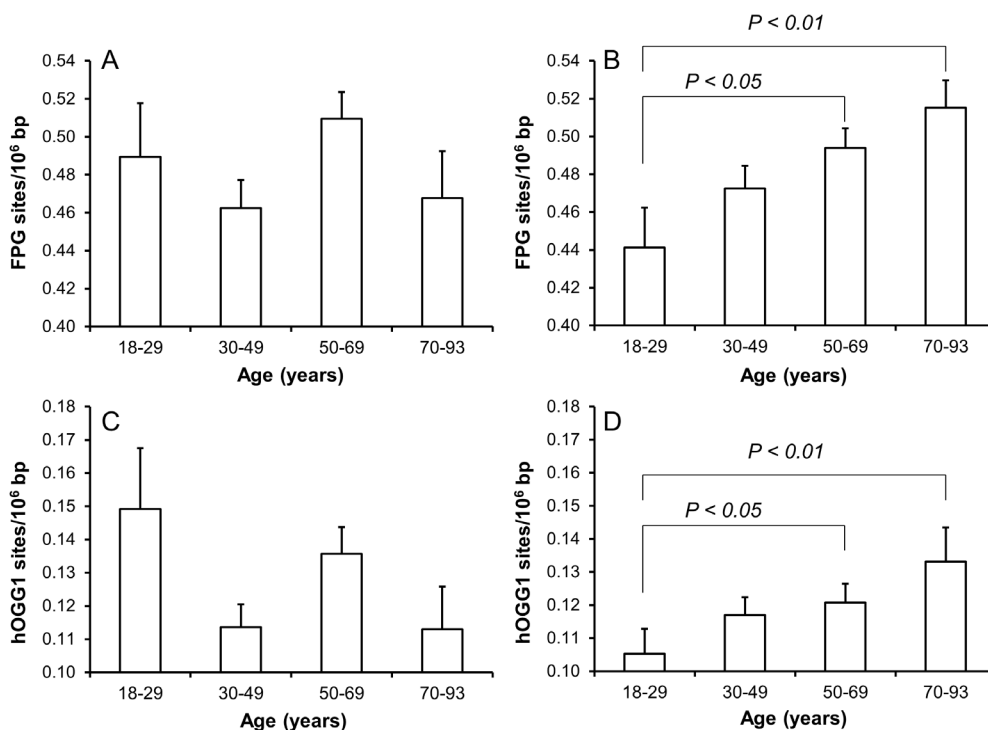 A
FPG sites/10⁶ bp
0.54
0.52
0.50
0.48
0.46
0.44
0.42
0.40
18-29 30-49 50-69 70-93
Age (years)
B
P < 0.01
P < 0.05
FPG sites/10⁶ bp
0.54
0.52
0.50
0.48
0.46
0.44
0.42
0.40
18-29 30-49 50-69 70-93
Age (years)
C
hOGG1 sites/10⁶ bp
0.18
0.17
0.16
0.15
0.14
0.13
0.12
0.11
0.10
18-29 30-49 50-69 70-93
Age (years)
D
P < 0.01
P < 0.05
hOGG1 sites/10⁶ bp
0.18
0.17
0.16
0.15
0.14
0.13
0.12
0.11
0.10
18-29 30-49 50-69 70-93
Age (years)